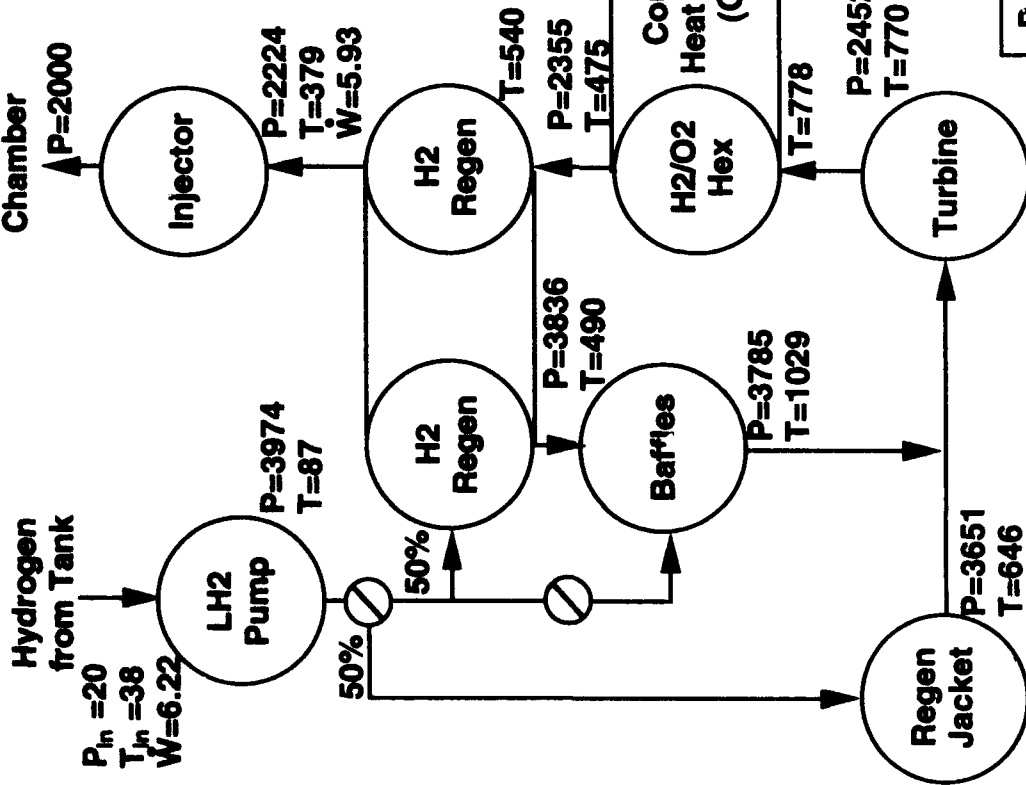 Hydrogen
from Tank
P_in =20
T_in =38
Ẇ=6.22
LH2
Pump
P=3974
T=87
50%
50%
H2
Regen
P=3836
T=490
Baffles
P=3785
T=1029
Regen
Jacket
P=3651
T=646
Chamber
P=2000
Injector
P=2224
T=379
Ẇ=5.93
H2
Regen
T=540
P=2355
T=475
H2/O2
Hex
Heat
T=778
T=770
Turbine